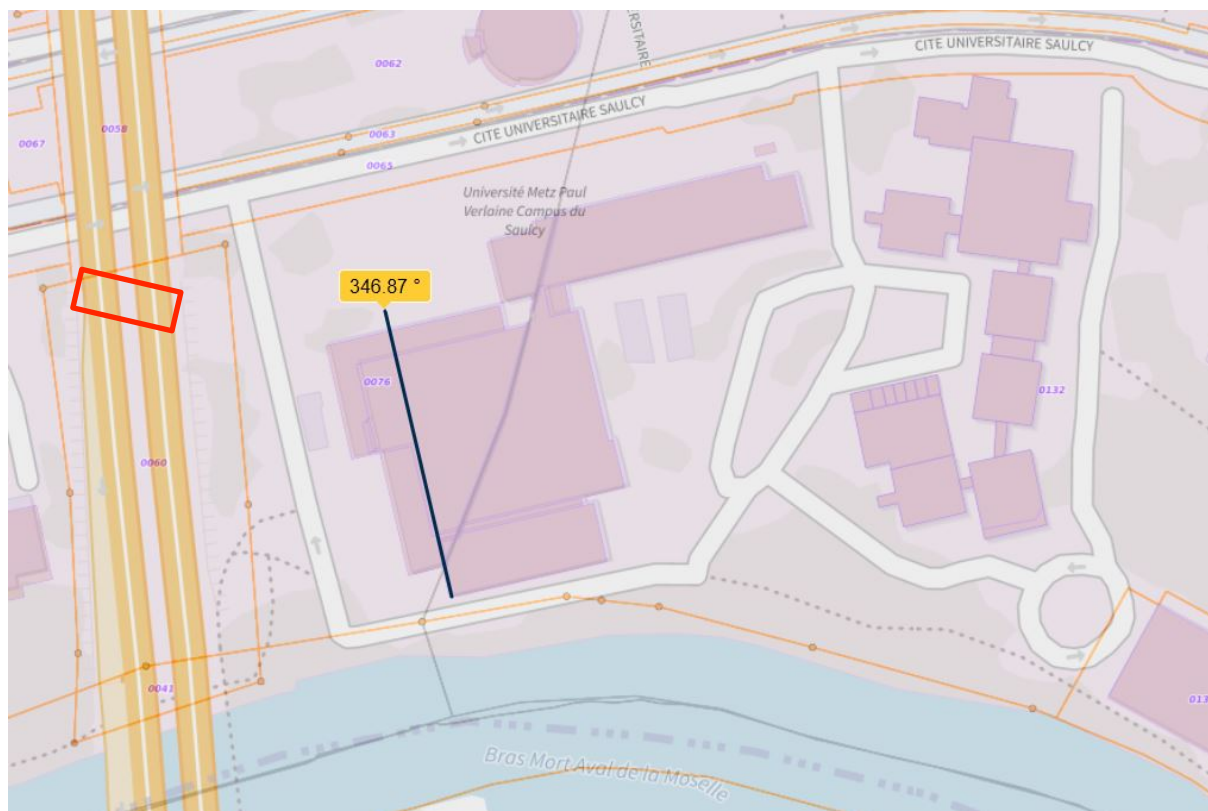 CITE UNIVERSITAIRE SAULCY
0062
0058
0067
0063
CITE UNIVERSITAIRE SAULCY
0065
Université Metz Paul
Verlaine Campus du
Saulcy
346.87 °
0076
0132
0060
0041
Bras Mort Aval de la Moselle